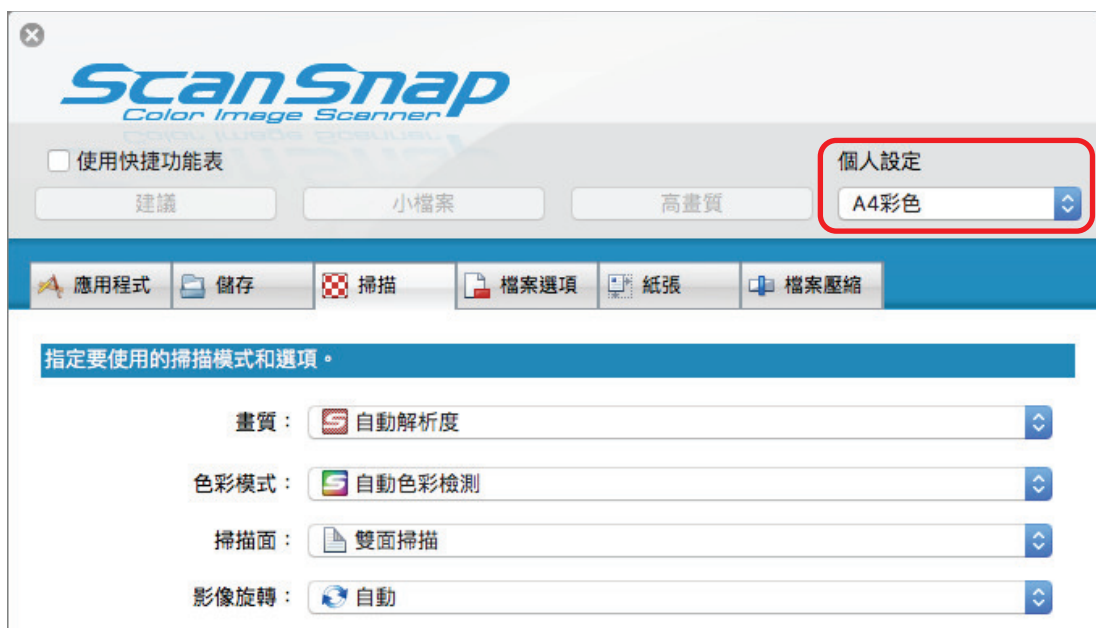 ScanSnap
Color Image Scanner
使用快捷功能表
個人設定
建議
小檔案
高畫質
A4彩色
應用程式
儲存
掃描
檔案選項
紙張
檔案壓縮
指定要使用的掃描模式和選項。
畫質： 自動解析度
色彩模式： 自動色彩檢測
掃描面： 雙面掃描
影像旋轉： 自動